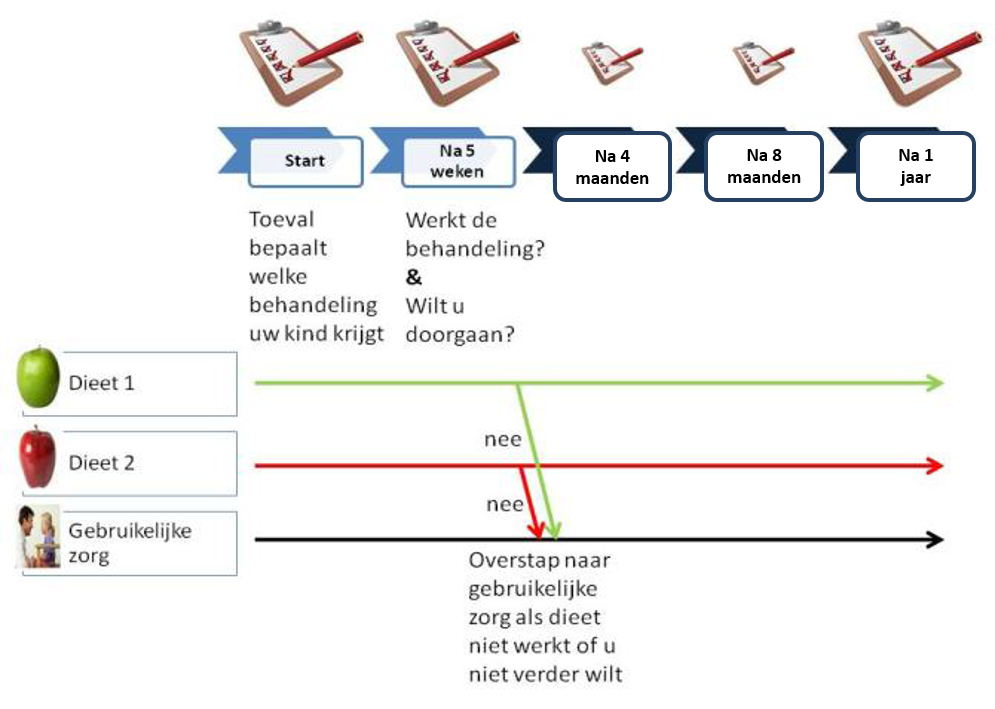 Start
Na 5
weken
Na 4
maanden
Na 8
maanden
Na 1
jaar
Toeval
bepaalt
welke
behandeling
uw kind krijgt
Werkt de
behandeling?
&
Wilt u
doorgaan?
Dieet 1
nee
Dieet 2
nee
Gebruikelijke
zorg
Overstap naar
gebruikelijke
zorg als dieet
niet werkt of u
niet verder wilt